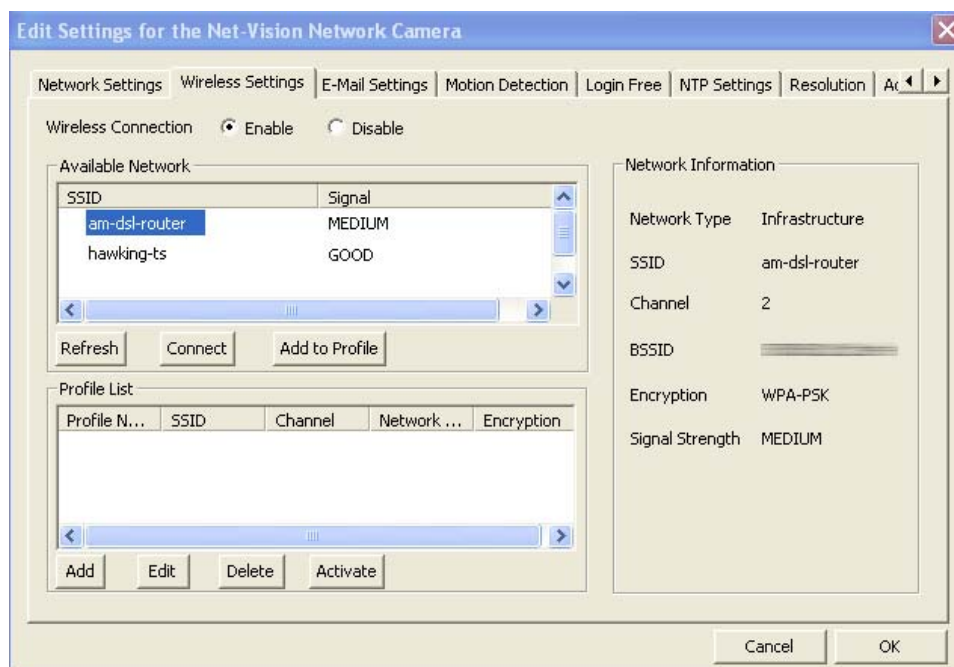 Edit Settings for the Net-Vision Network Camera
Network Settings Wireless Settings E-Mail Settings Motion Detection Login Free NTP Settings Resolution
Wireless Connection Enable Disable
Available Network
SSID Signal
am-dsl-router MEDIUM
hawking-ts GOOD
Refresh Connect Add to Profile
Profile List
Profile N... SSID Channel Network ... Encryption
Add Edit Delete Activate
Network Information
Network Type Infrastructure
SSID am-dsl-router
Channel 2
BSSID
Encryption WPA-PSK
Signal Strength MEDIUM
Cancel OK